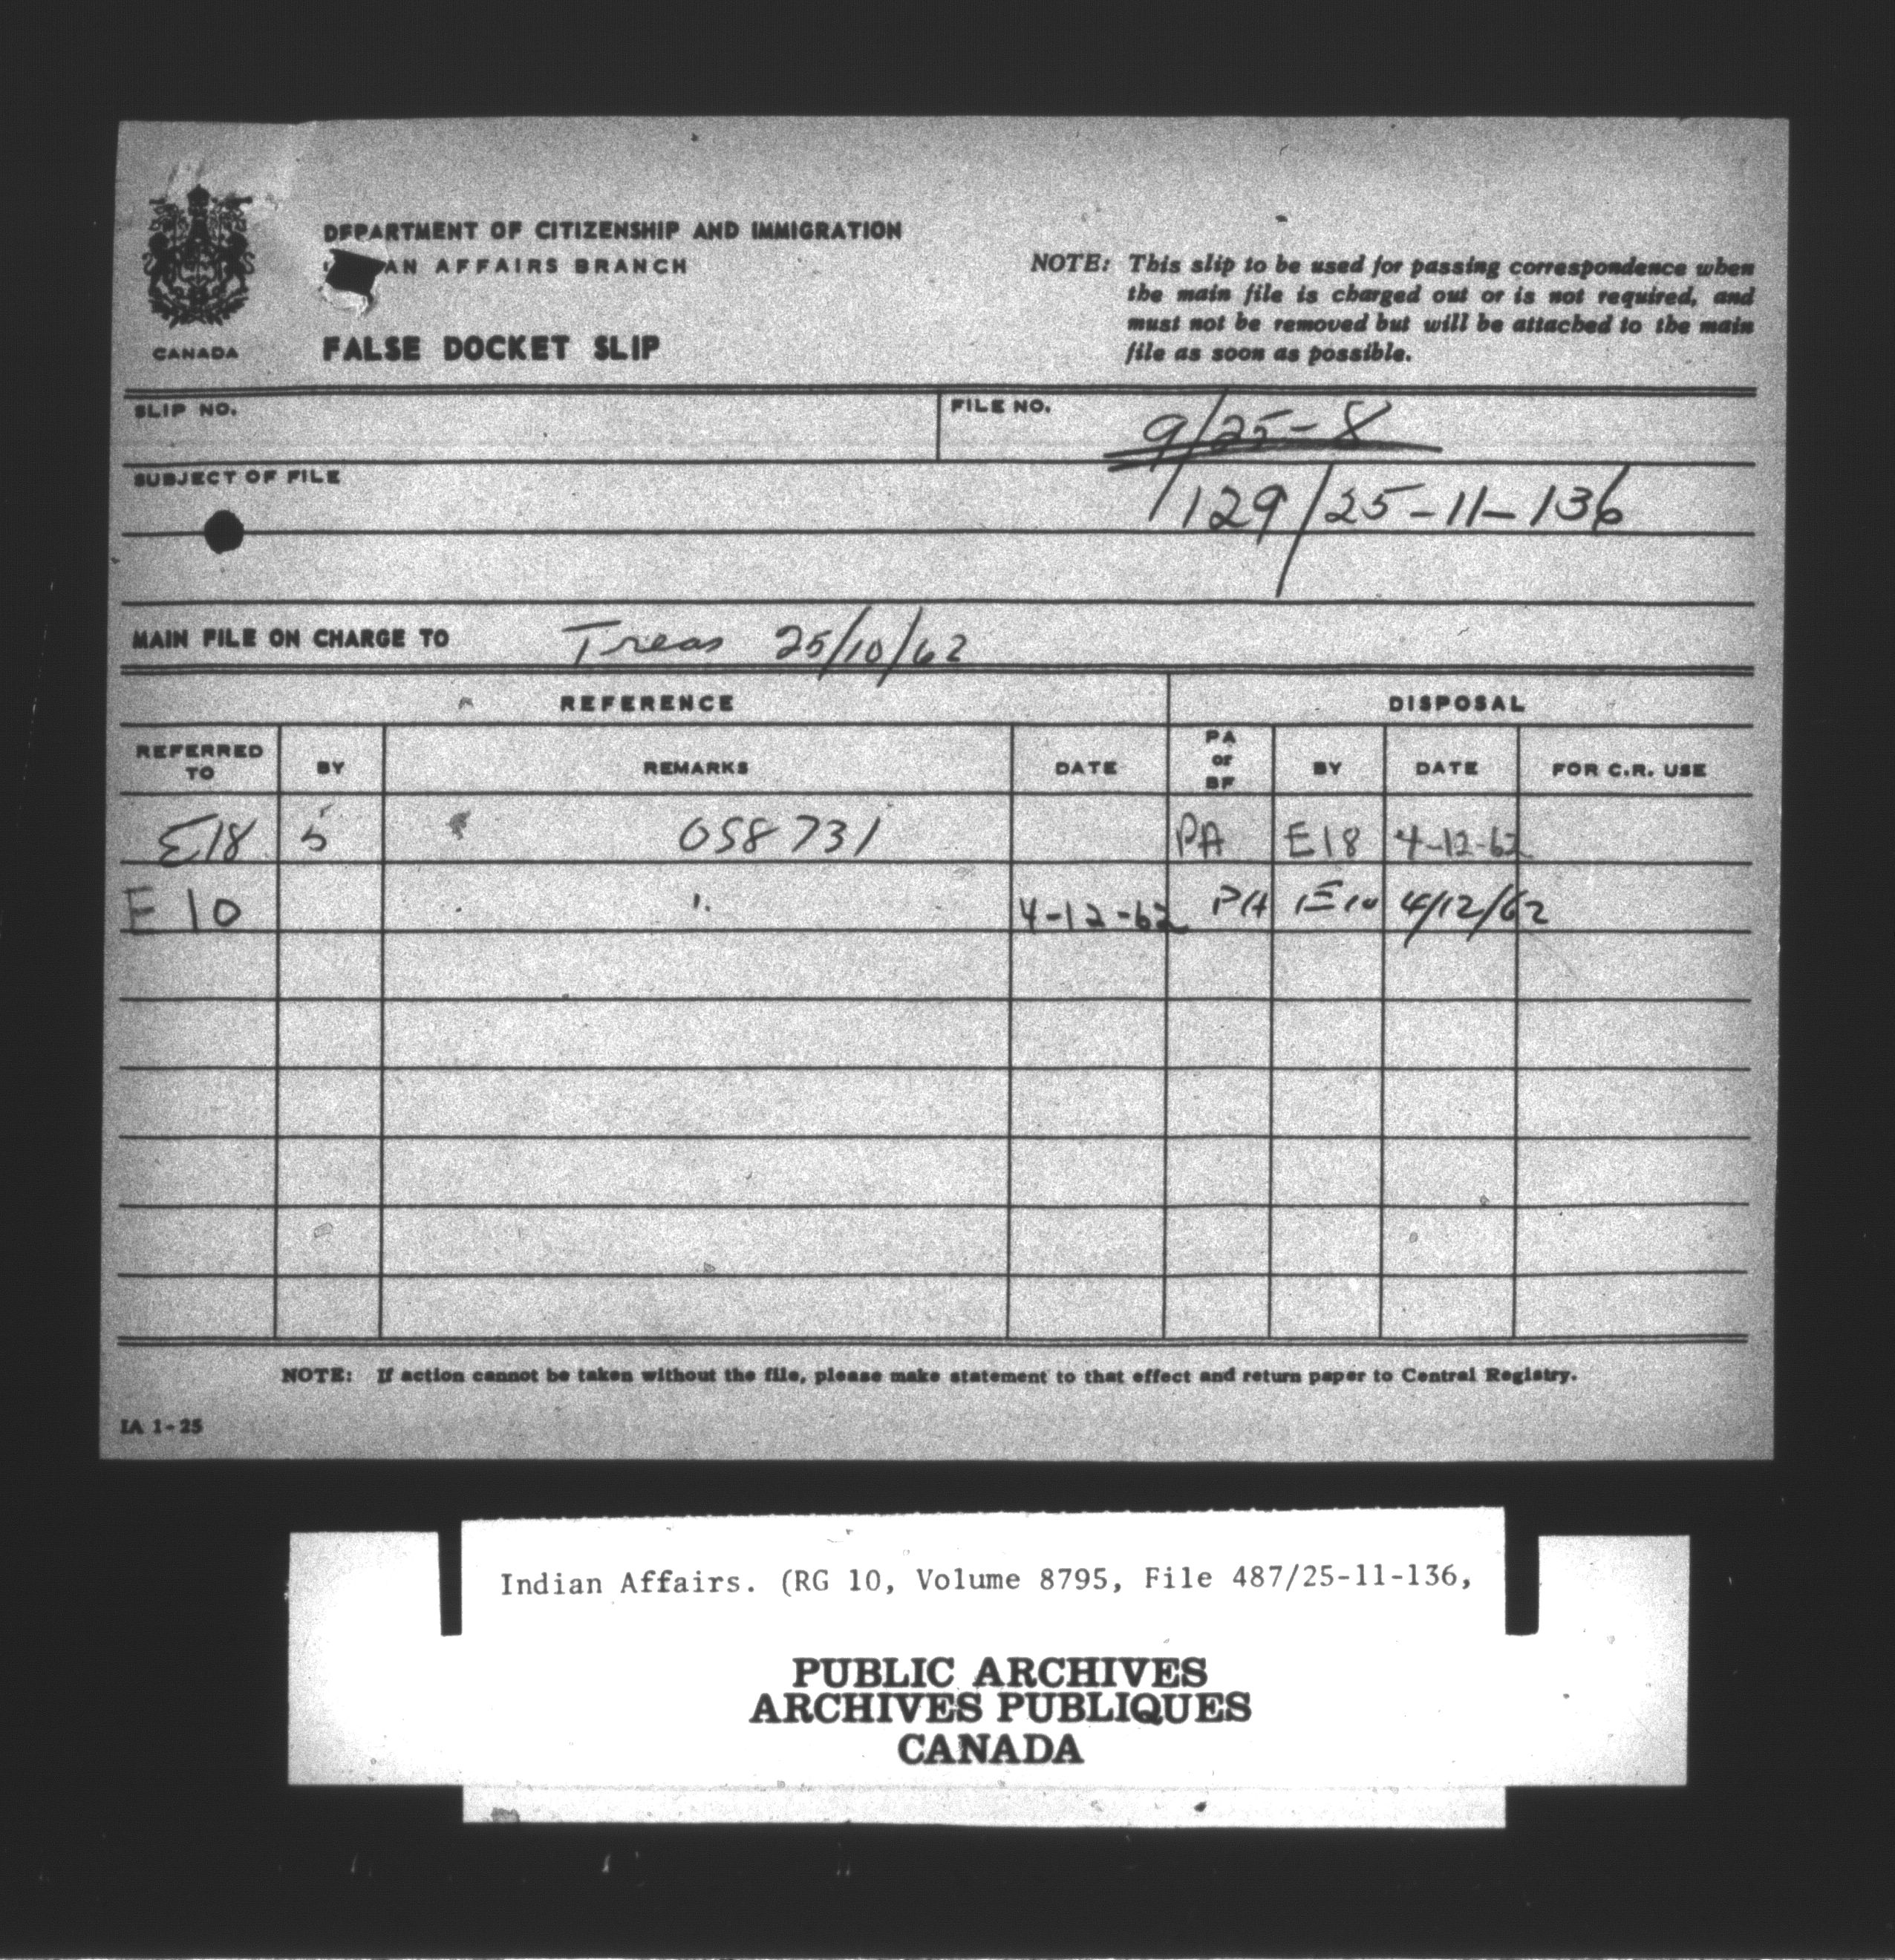 DEPARTMENT OF CITIZENSHIP AND IMMIGRATION
AN AFFAIRS BRANCH
FALSE DOCKET SLIP
CANADA
NOTE: This slip to be used for passing correspondence when
the main file is charged out or is not required, and
must not be removed but will be attached to the main
file as soon as possible.
SLIP NO.
FILE NO. 9/25-8
SUBJECT OF FILE
129/25-11-136
MAIN FILE ON CHARGE TO Treas 25/10/62
REFERENCE DISPOSAL
REFERRED TO BY REMARKS DATE PA or BF BY DATE FOR C.R. USE
E18 5 058731 PA E18 4-12-62
E10 ". 4-12-62 PA E10 4/12/62
NOTE: If action cannot be taken without the file, please make statement to that effect and return paper to Central Registry.
IA 1-25
Indian Affairs. (RG 10, Volume 8795, File 487/25-11-136,
PUBLIC ARCHIVES
ARCHIVES PUBLIQUES
CANADA